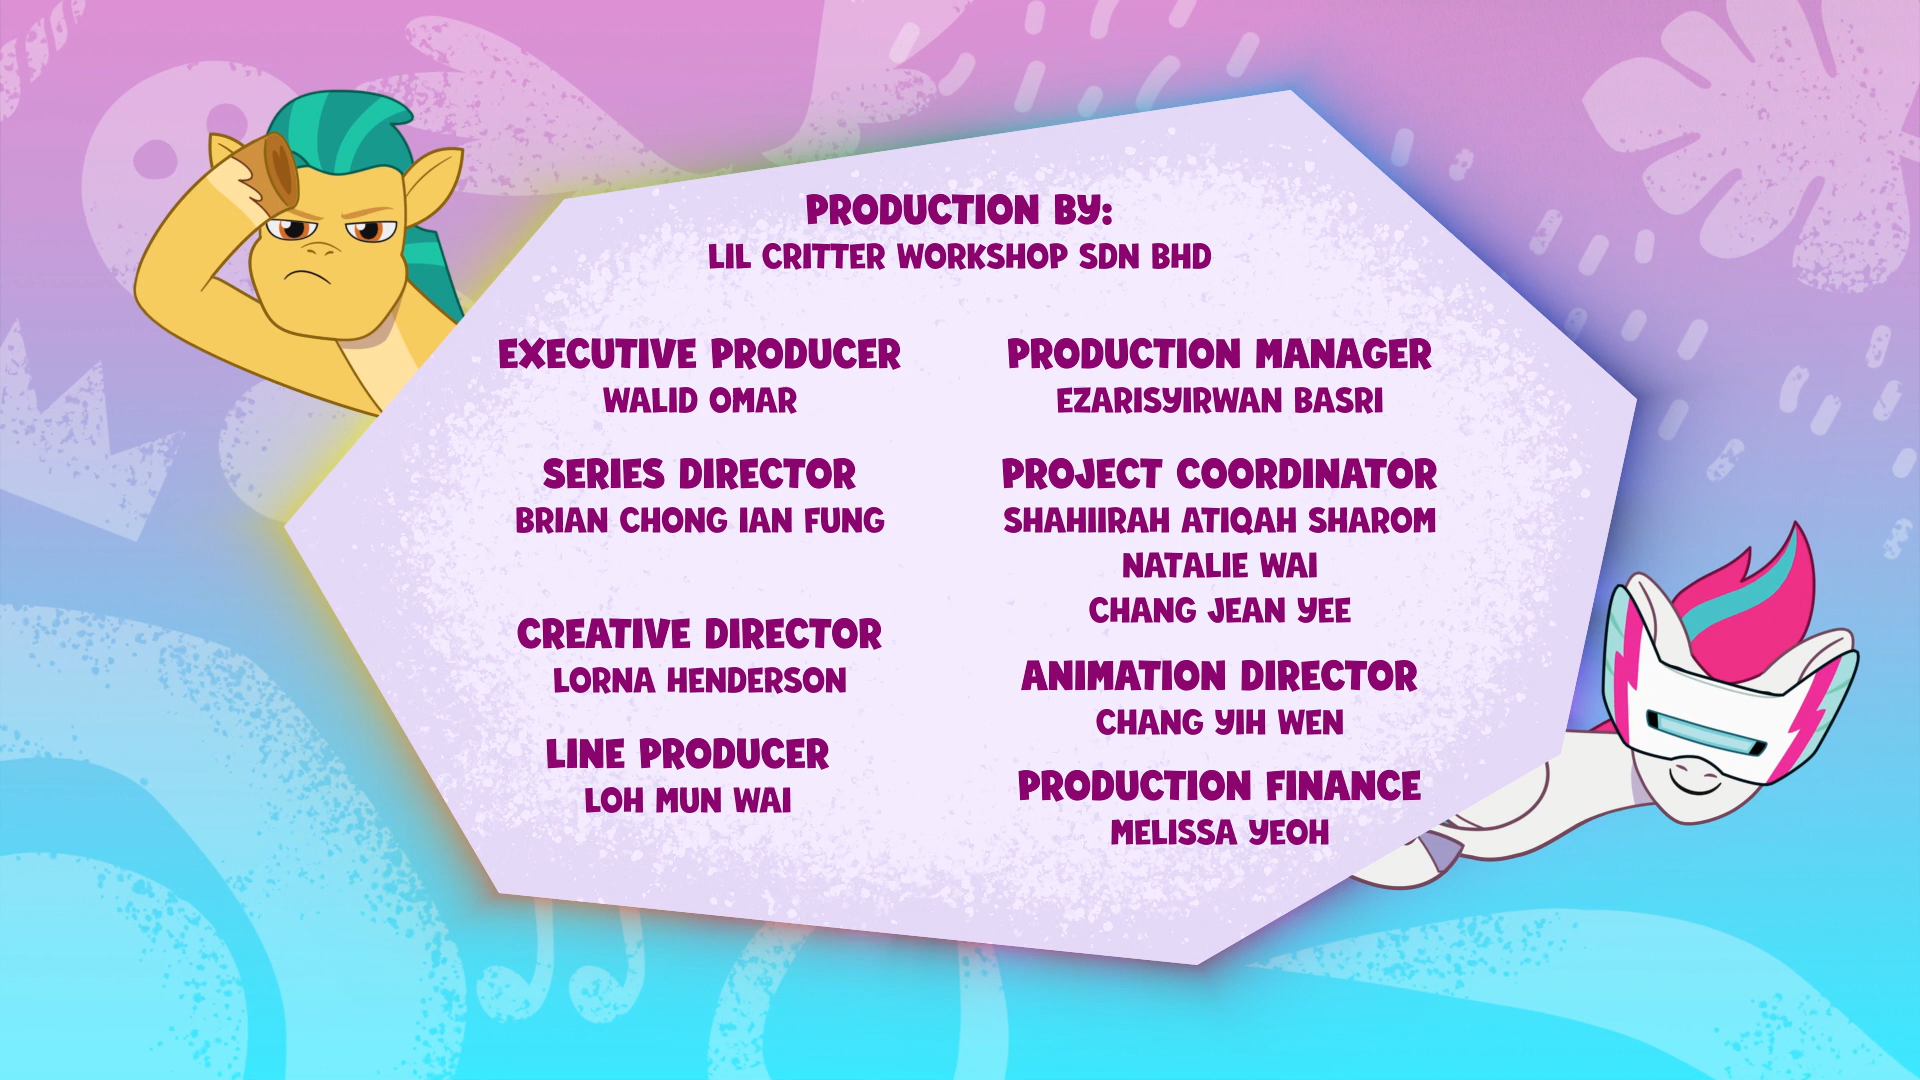 PRODUCTION BY:
LIL CRITTER WORKSHOP SDN BHD
EXECUTIVE PRODUCER
WALID OMAR
SERIES DIRECTOR
BRIAN CHONG IAN FUNG
CREATIVE DIRECTOR
LORNA HENDERSON
LINE PRODUCER
LOH MUN WAI
PRODUCTION MANAGER
EZARISYIRWAN BASRI
PROJECT COORDINATOR
SHAHIIRAH ATIQAH SHAROM
NATALIE WAI
CHANG JEAN YEE
ANIMATION DIRECTOR
CHANG YIH WEN
PRODUCTION FINANCE
MELISSA YEOH